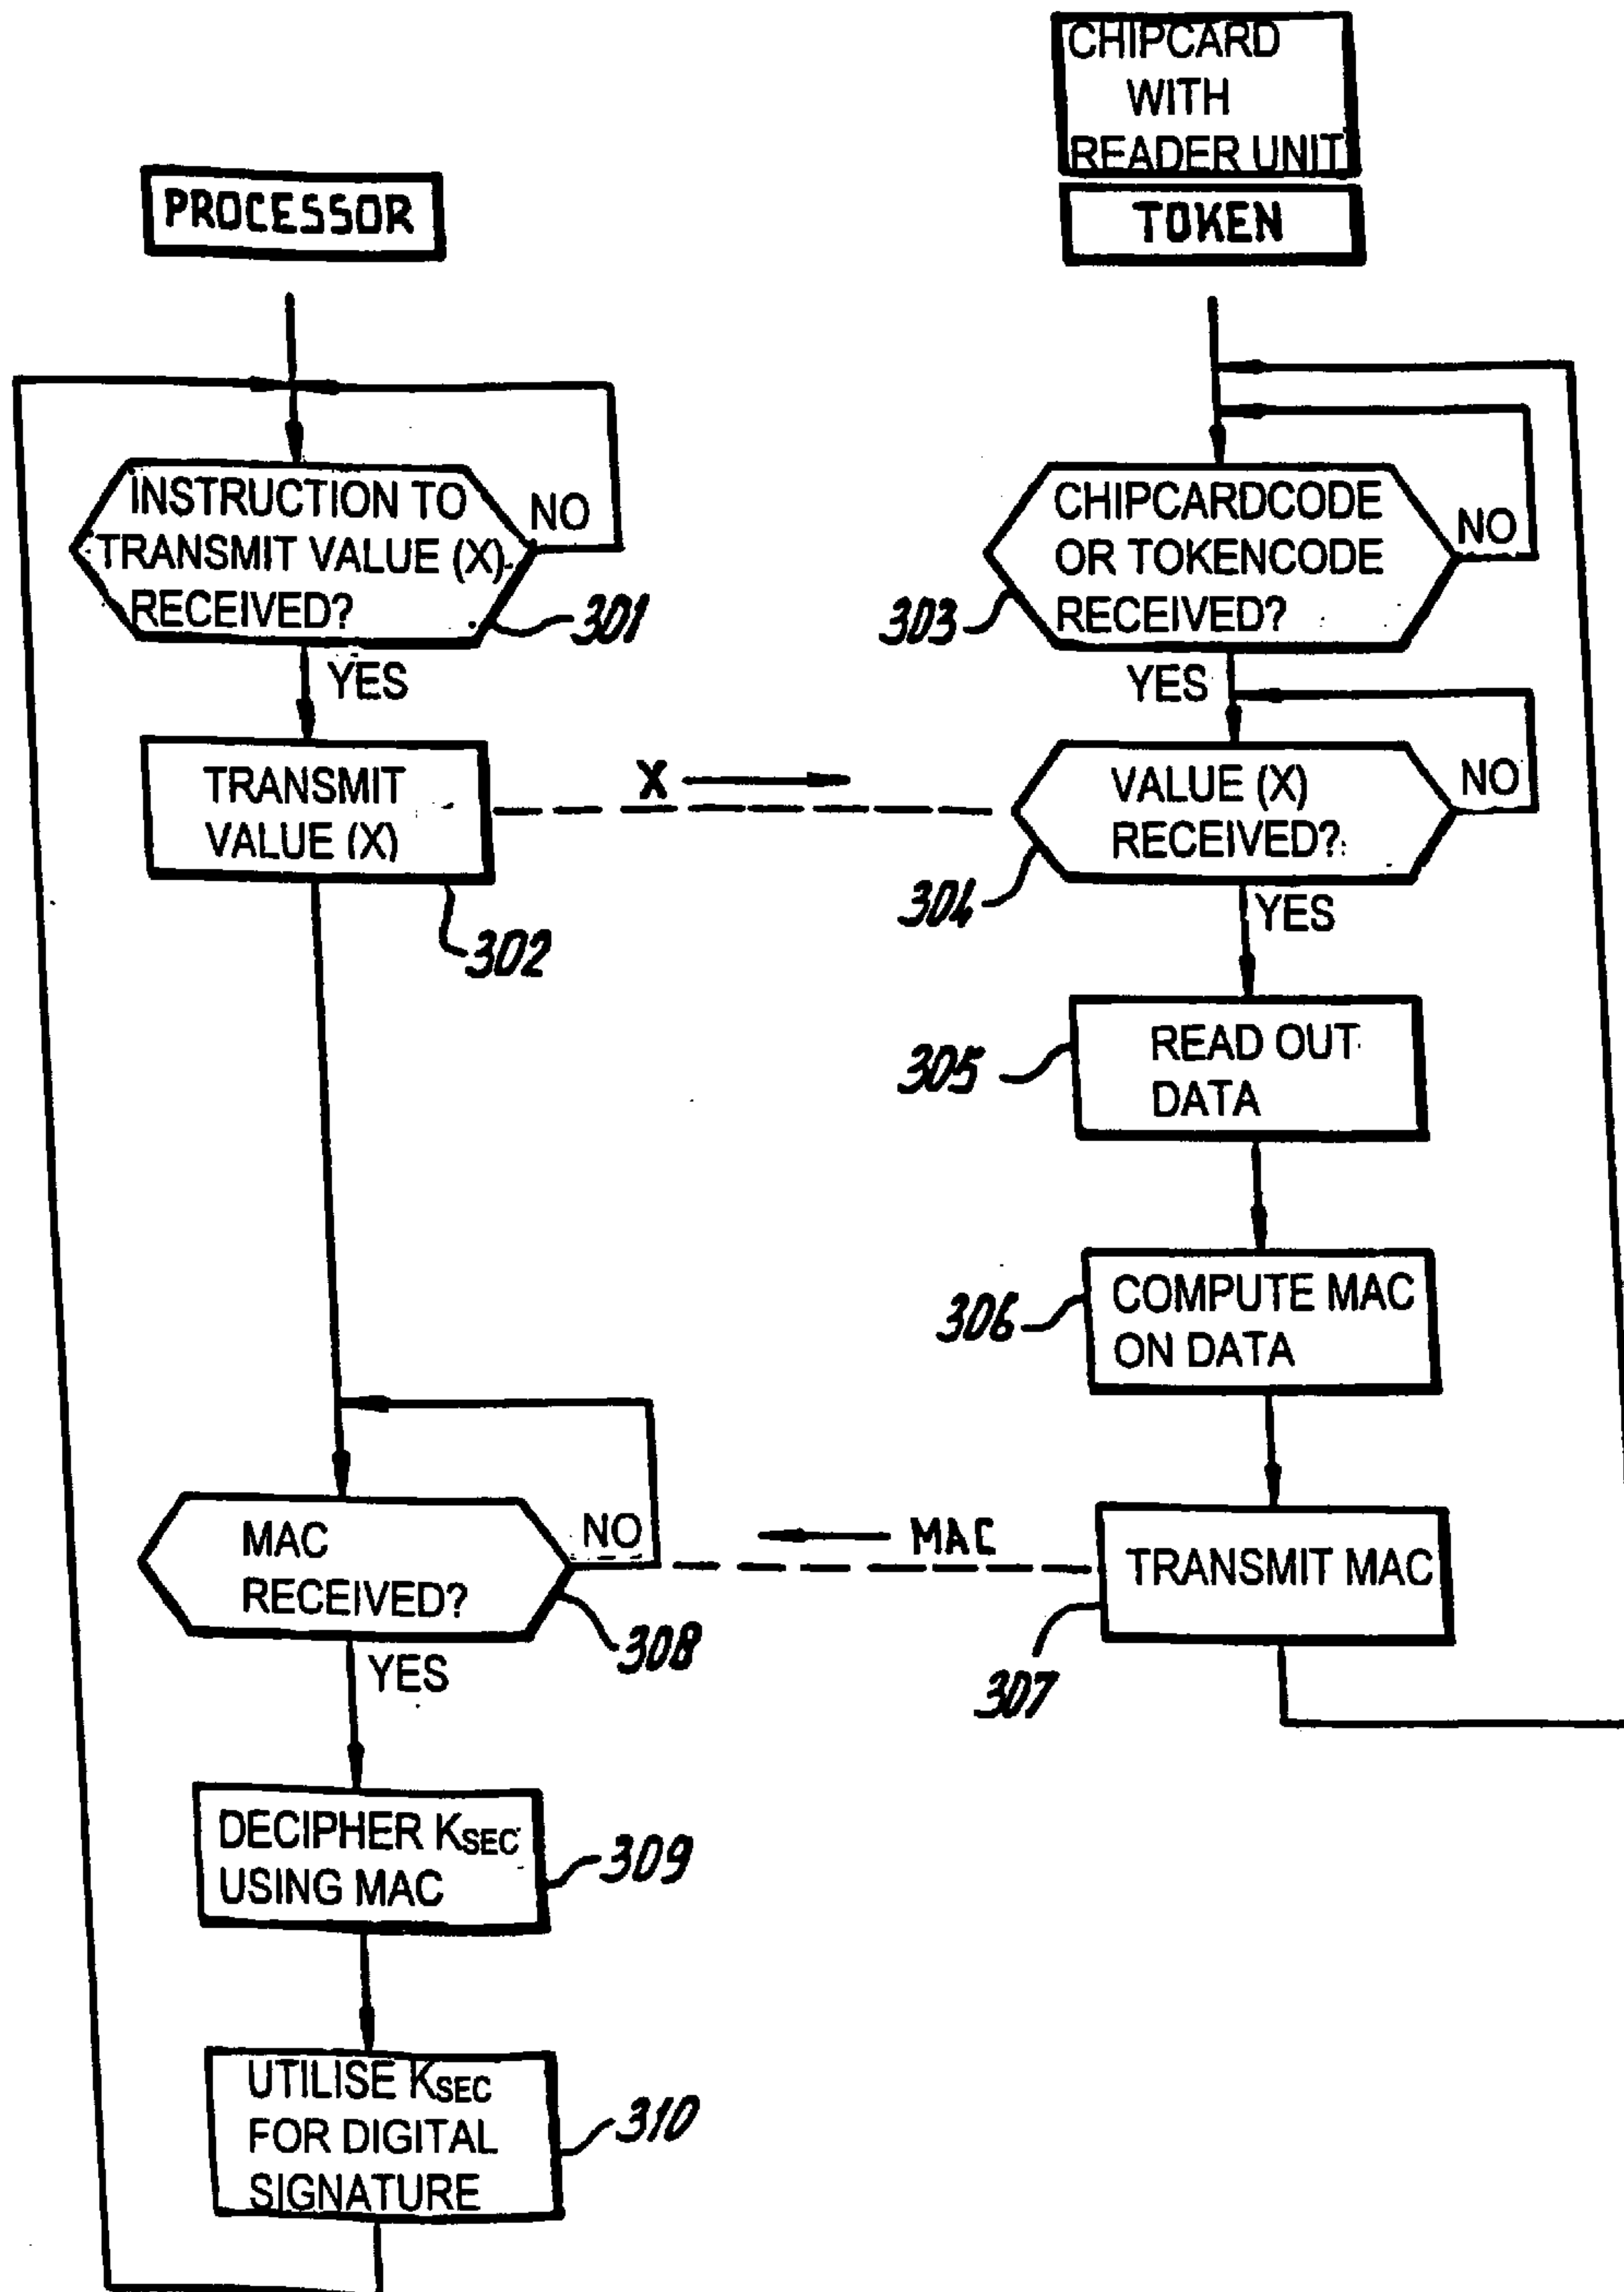 CHIPCARD
WITH
READER UNIT
PROCESSOR
TOKEN
INSTRUCTION TO
TRANSMIT VALUE (X)
RECEIVED?
NO
301
YES
CHIPCARDCODE
OR TOKENCODE
RECEIVED?
NO
303
YES
TRANSMIT
VALUE (X)
302
X
VALUE (X)
RECEIVED?
NO
304
YES
READ OUT
DATA
305
COMPUTE MAC
ON DATA
306
MAC
RECEIVED?
NO
308
YES
MAC
TRANSMIT MAC
307
DECIPHER KSEC
USING MAC
309
UTILISE KSEC
FOR DIGITAL
SIGNATURE
310